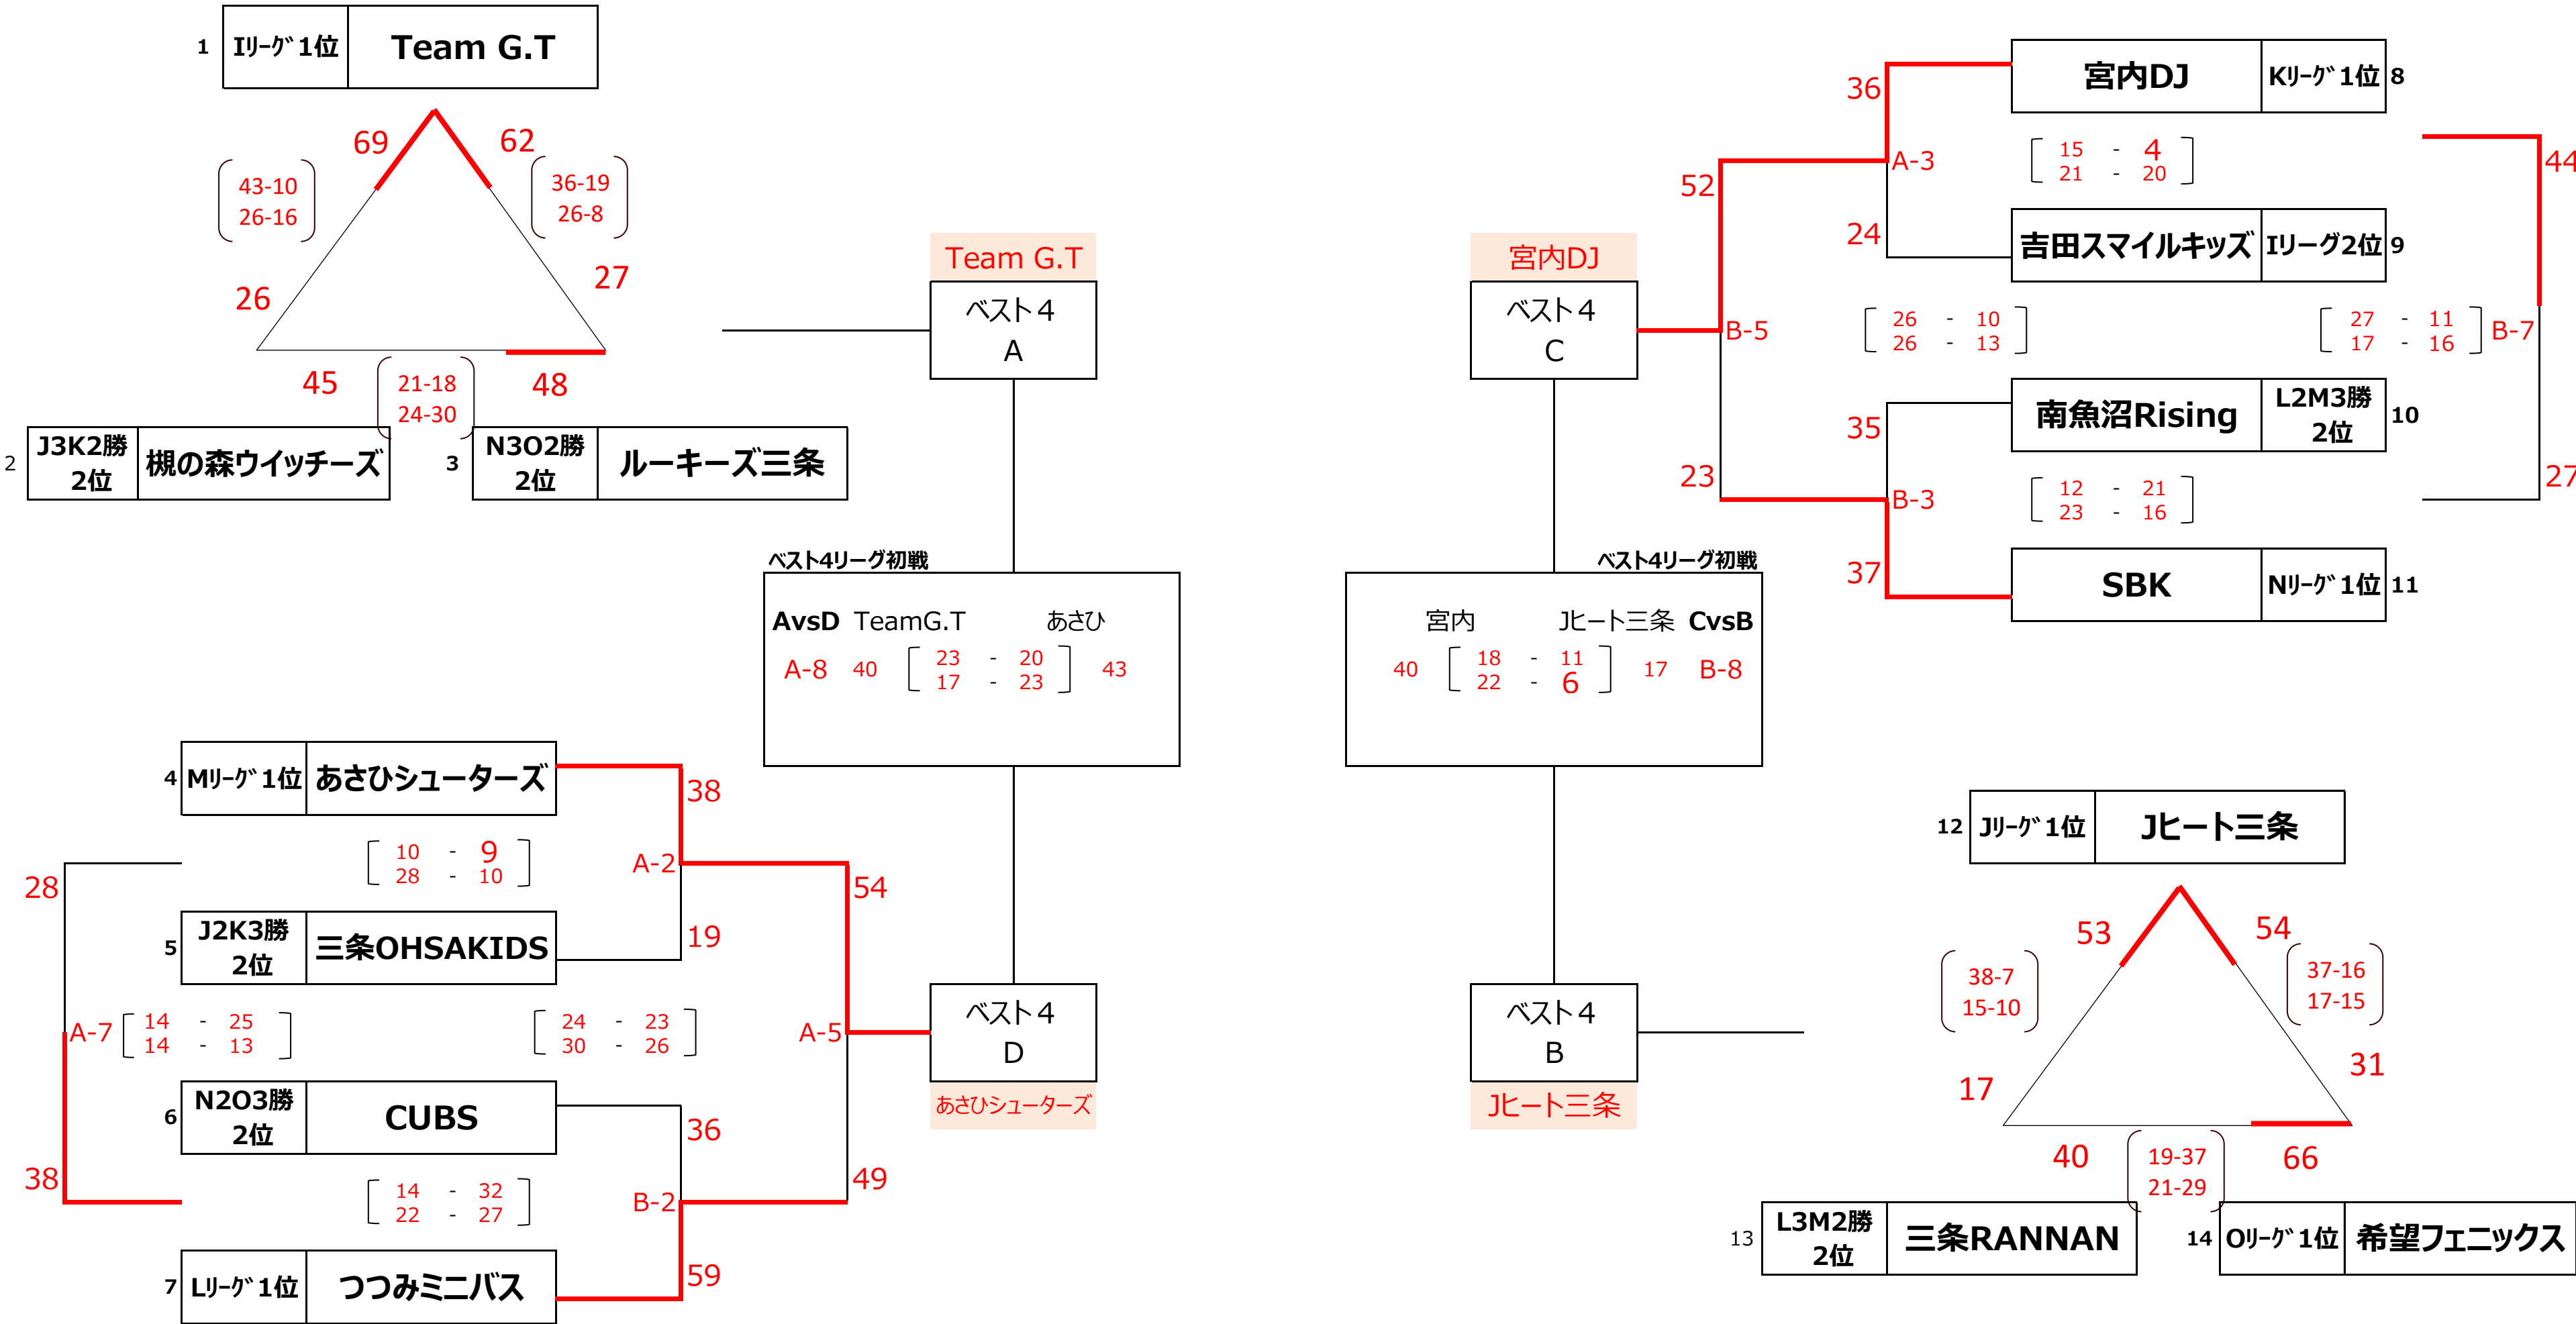 1 Iリーグ1位 Team G.T
69
62
43-10
26-16
36-19
26-8
26
27
45
21-18
24-30
48
2 J3K2勝
2位
槻の森ウイッチーズ
3 N3O2勝
2位
ルーキーズ三条
Team G.T
ベスト4
A
ベスト4リーグ初戦
AvsD TeamG.T あさひ
A-8 40 23 - 20 43
17 - 23
4 Mリーグ1位 あさひシューターズ
38
10 - 9
28 - 10
A-2
28
54
5 J2K3勝
2位
三条OHSAKIDS
19
A-7 14 - 25
14 - 13
24 - 23
30 - 26
A-5
ベスト4
D
あさひシューターズ
6 N2O3勝
2位
CUBS
36
38
14 - 32
22 - 27
B-2
49
7 Lリーグ1位 つつみミニバス
59
宮内DJ
ベスト4
C
36
宮内DJ Kリーグ1位 8
A-3
15 - 4
21 - 20
44
52
24
吉田スマイルキッズ Iリーグ2位 9
B-5
26 - 10
26 - 13
27 - 11
17 - 16
B-7
35
南魚沼Rising L2M3勝
2位
10
23
B-3
12 - 21
23 - 16
27
37
SBK Nリーグ1位 11
ベスト4リーグ初戦
宮内 Jヒート三条 CvsB
40 18 - 11 17 B-8
22 - 6
ベスト4
B
Jヒート三条
12 Jリーグ1位 Jヒート三条
53
54
38-7
15-10
37-16
17-15
17
31
40
19-37
21-29
66
13 L3M2勝
2位
三条RANNAN
14 Oリーグ1位 希望フェニックス